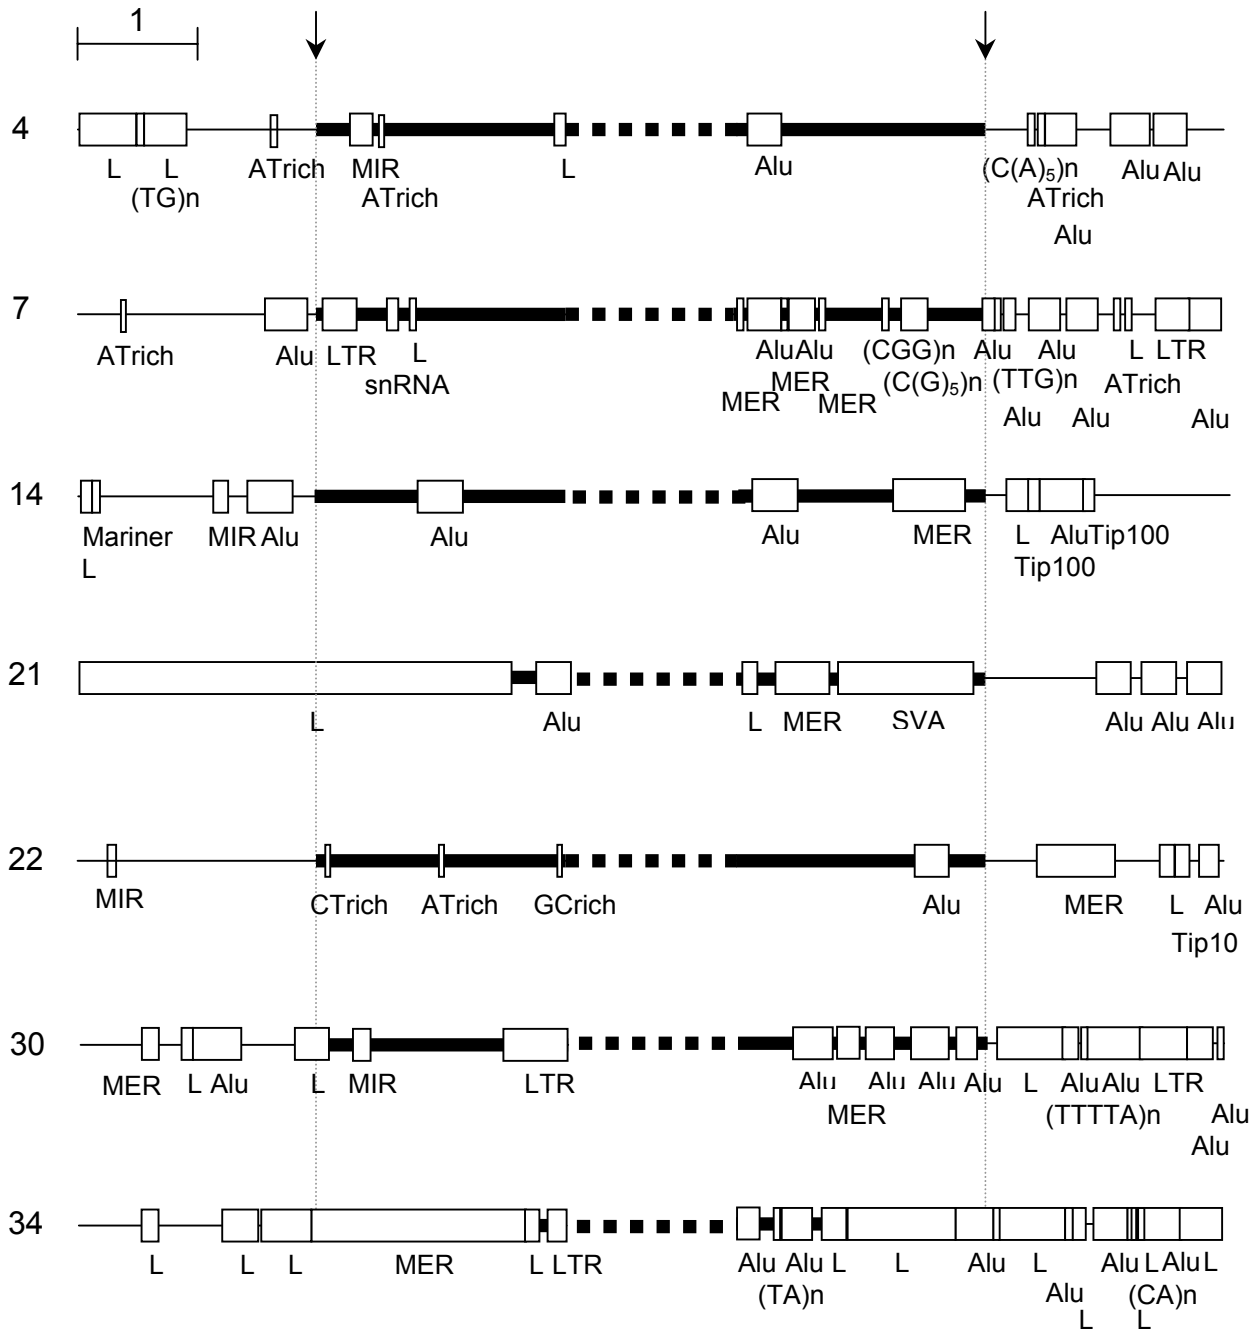 1
4
L L ATrich MIR L Alu (C(A)₅)n Alu Alu
(TG)n ATrich ATrich
Alu
7
ATrich Alu LTR L Alu Alu (CGG)n Alu Alu L LTR
snRNA MER (C(G)₅)n (TTG)n ATrich
MER MER Alu Alu Alu
14
Mariner MIR Alu Alu Alu MER L Alu Tip100
L Tip100
21
L Alu L MER SVA Alu Alu Alu
22
MIR CTrich ATrich GCrich Alu MER L Alu
Tip10
30
MER L Alu L MIR LTR Alu Alu Alu Alu L Alu Alu LTR
MER (TTTTA)n Alu
Alu
34
L L L MER L LTR Alu Alu L L Alu L Alu L Alu L
(TA)n Alu (CA)n
L L